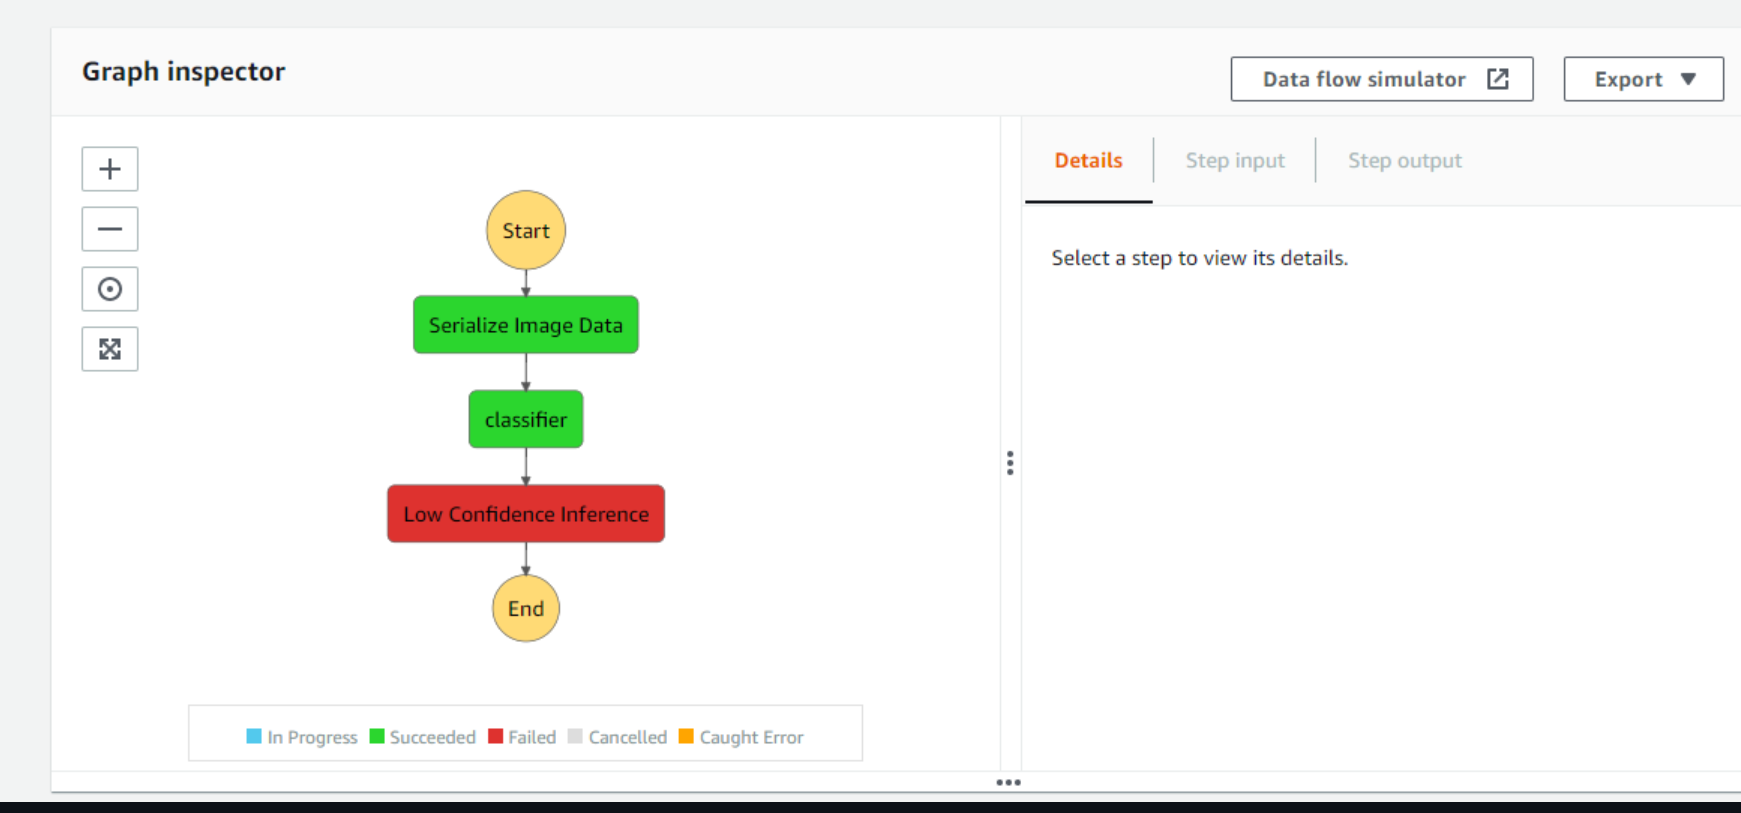 Graph inspector
Data flow simulator
Export
Details
Step input
Step output
Select a step to view its details.
Start
Serialize Image Data
classifier
Low Confidence Inference
End
In Progress
Succeeded
Failed
Cancelled
Caught Error